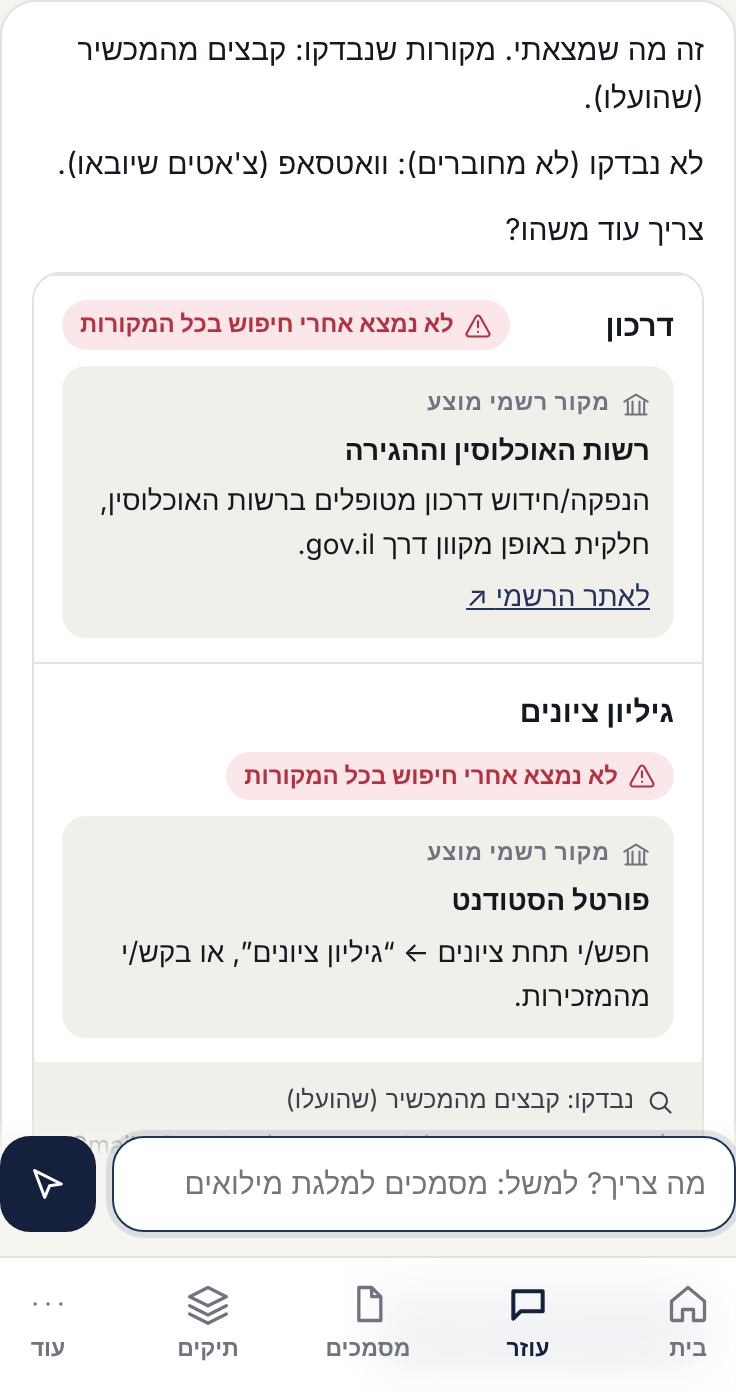 זה מה שמצאתי. מקורות שנבדקו: קבצים מהמכשיר
(שהועלו).
לא נבדקו (לא מחוברים): וואטסאפ (צ'אטים שיובאו).
צריך עוד משהו?
דרכון
לא נמצא אחרי חיפוש בכל המקורות
מקור רשמי מוצע
רשות האוכלוסין וההגירה
הנפקה/חידוש דרכון מטופלים ברשות האוכלוסין,
חלקית באופן מקוון דרך gov.il.
לאתר הרשמי ↗
גיליון ציונים
לא נמצא אחרי חיפוש בכל המקורות
מקור רשמי מוצע
פורטל הסטודנט
חפש/י תחת ציונים ← “גיליון ציונים”, או בקש/י
מהמזכירות.
נבדקו: קבצים מהמכשיר (שהועלו)
מה צריך? למשל: מסמכים למלגת מילואים
בית
עוזר
מסמכים
תיקים
עוד